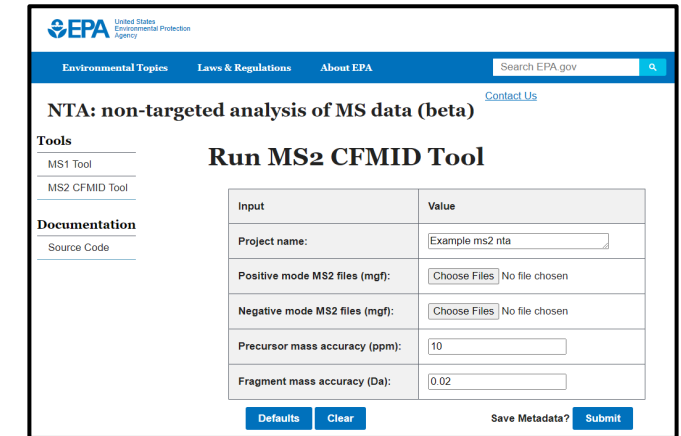 EPA
United States
Environmental Protection
Agency
Environmental Topics Laws & Regulations About EPA Search EPA.gov
Contact Us
NTA: non-targeted analysis of MS data (beta)
Tools
MS1 Tool
MS2 CFMID Tool
Documentation
Source Code
Run MS2 CFMID Tool
Input Value
Project name: Example ms2 nta
Positive mode MS2 files (mgf): Choose Files No file chosen
Negative mode MS2 files (mgf): Choose Files No file chosen
Precursor mass accuracy (ppm): 10
Fragment mass accuracy (Da): 0.02
Defaults Clear Save Metadata? Submit